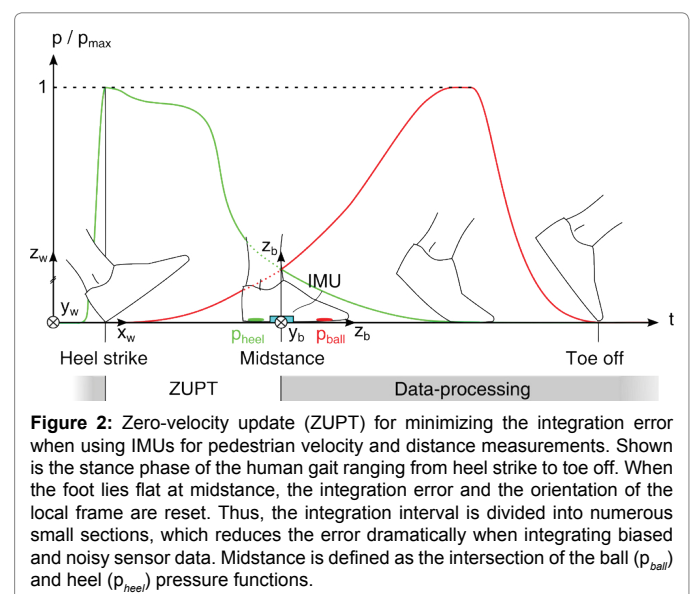 p / pmax
1
zw
zb
IMU
yw
xw
pheel
yb
pball
zb
t
Heel strike
Midstance
Toe off
ZUPT
Data-processing
Figure 2: Zero-velocity update (ZUPT) for minimizing the integration error
when using IMUs for pedestrian velocity and distance measurements. Shown
is the stance phase of the human gait ranging from heel strike to toe off. When
the foot lies flat at midstance, the integration error and the orientation of the
local frame are reset. Thus, the integration interval is divided into numerous
small sections, which reduces the error dramatically when integrating biased
and noisy sensor data. Midstance is defined as the intersection of the ball (pball)
and heel (pheel) pressure functions.